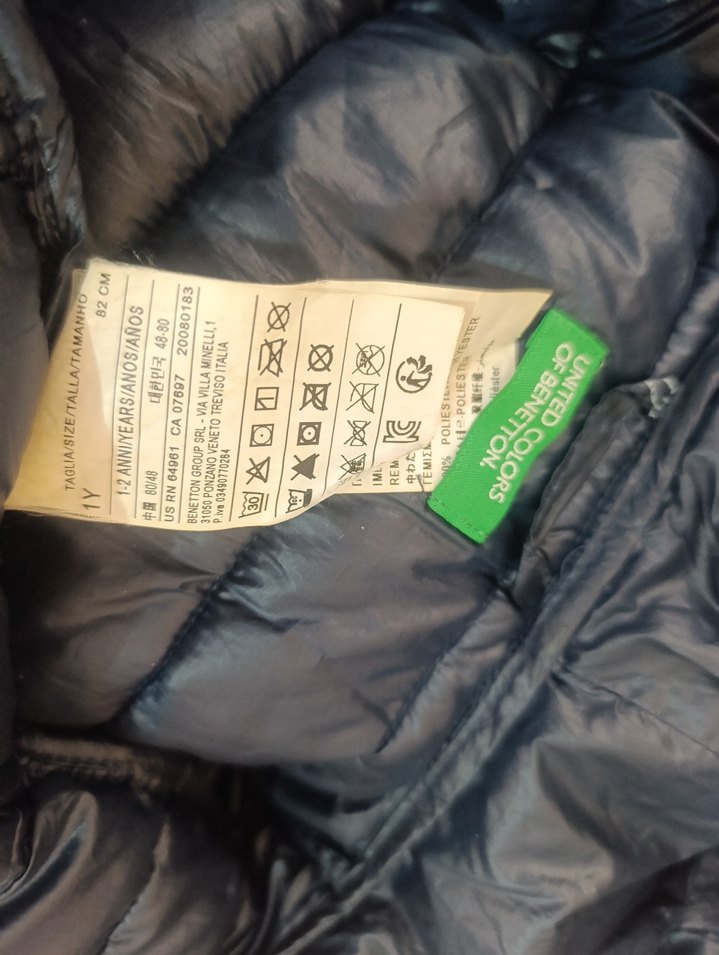 TAGLIA/SIZE/TALLA/TAMANHO
1Y 82 CM
1-2 ANNI/YEARS/ANOS/AÑOS
中国 80/48 대한민국 48-80
US RN 64961 CA 07697 20080183
BENETTON GROUP SRL - VIA VILLA MINELLI,1
31050 PONZANO VENETO TREVISO.ITALIA
P.iva 03490770264
30
POLIESTER
UNITED COLORS
OF BENETTON.